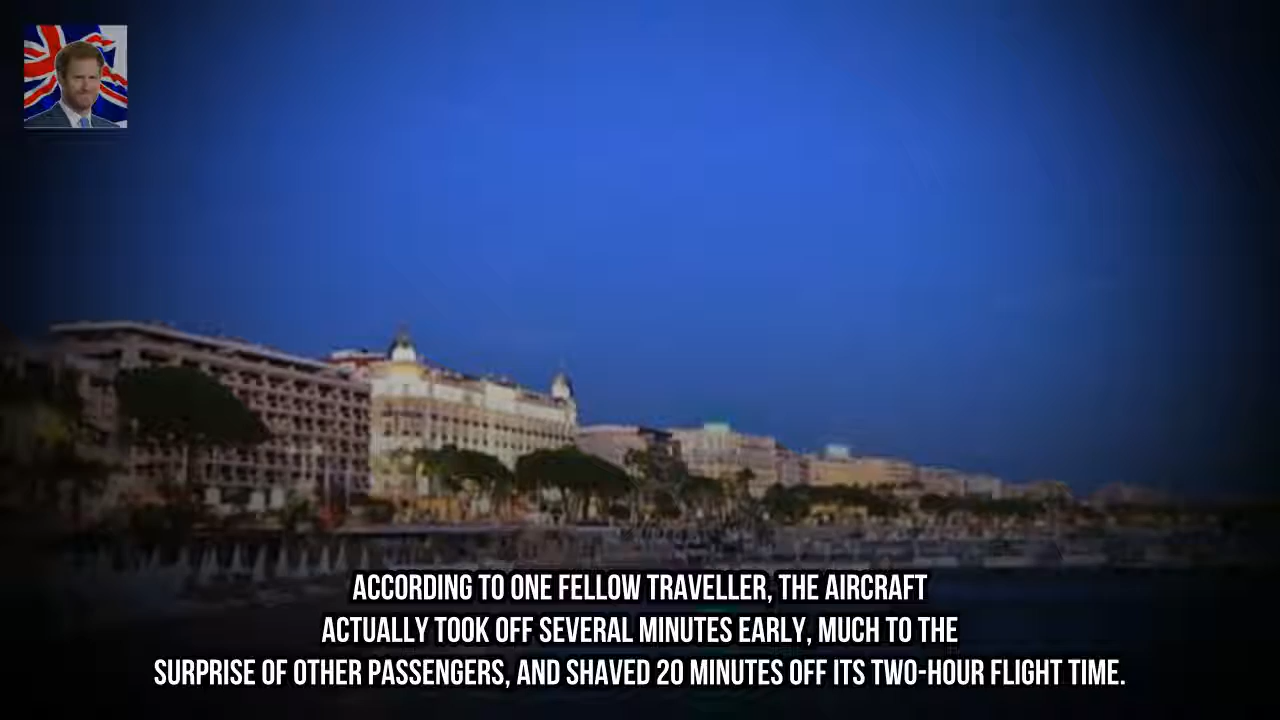 ACCORDING TO ONE FELLOW TRAVELLER, THE AIRCRAFT
ACTUALLY TOOK OFF SEVERAL MINUTES EARLY, MUCH TO THE
SURPRISE OF OTHER PASSENGERS, AND SHAVED 20 MINUTES OFF ITS TWO-HOUR FLIGHT TIME.